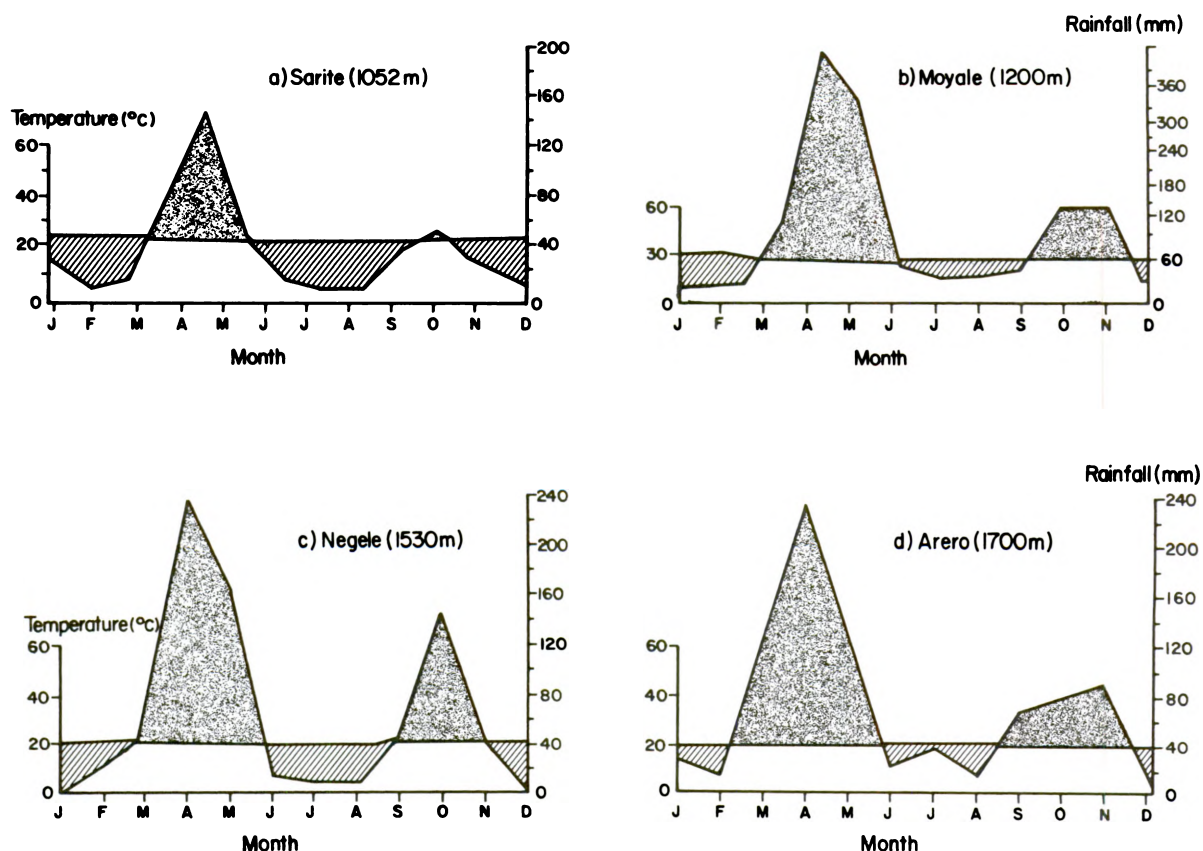 a) Sarite (1052 m)
Temperature (°c)
60
40
20
0
200
160
120
80
40
0
J F M A M J J A S O N D
Month
Rainfall (mm)
b) Moyale (1200m)
60
30
0
360
300
240
180
120
60
0
J F M A M J J A S O N D
Month
c) Negele (1530m)
Temperature (°c)
60
40
20
0
240
200
160
120
80
40
0
J F M A M J J A S O N D
Month
Rainfall (mm)
d) Arero (1700m)
60
40
20
0
240
200
160
120
80
40
0
J F M A M J J A S O N D
Month